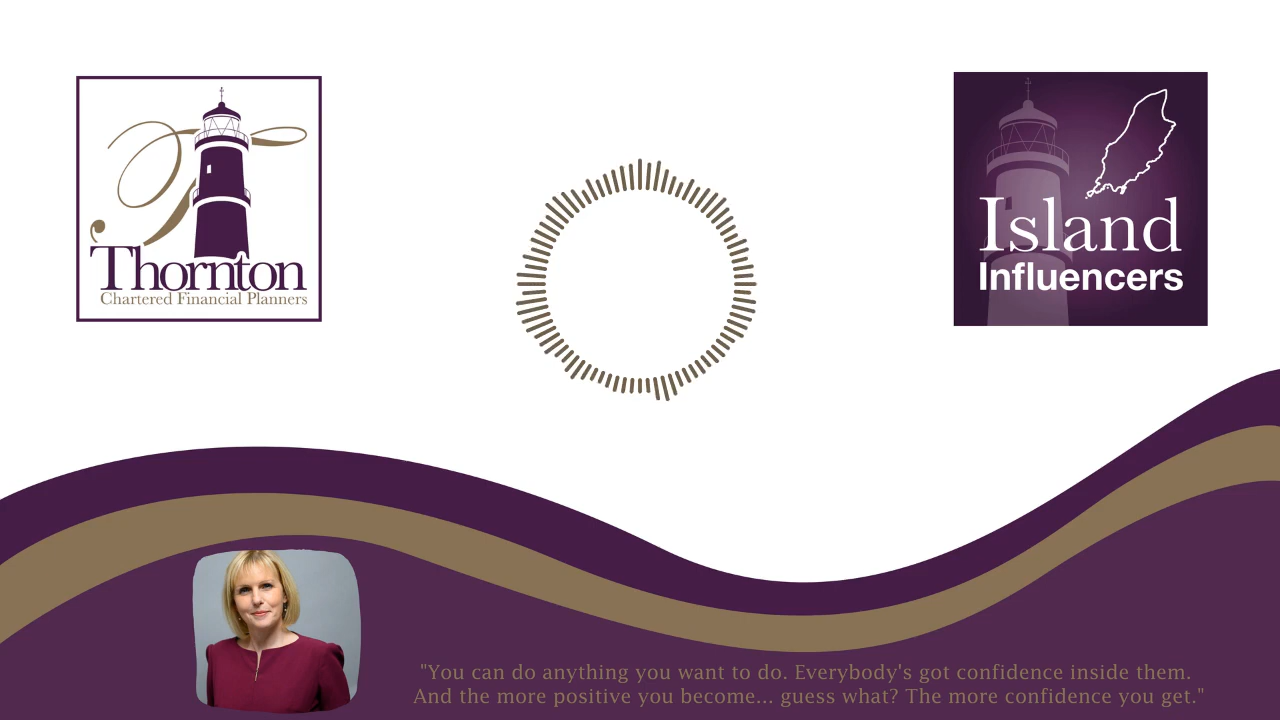 T
Thornton
Chartered Financial Planners
Island
Influencers
"You can do anything you want to do. Everybody's got confidence inside them.
And the more positive you become... guess what? The more confidence you get."